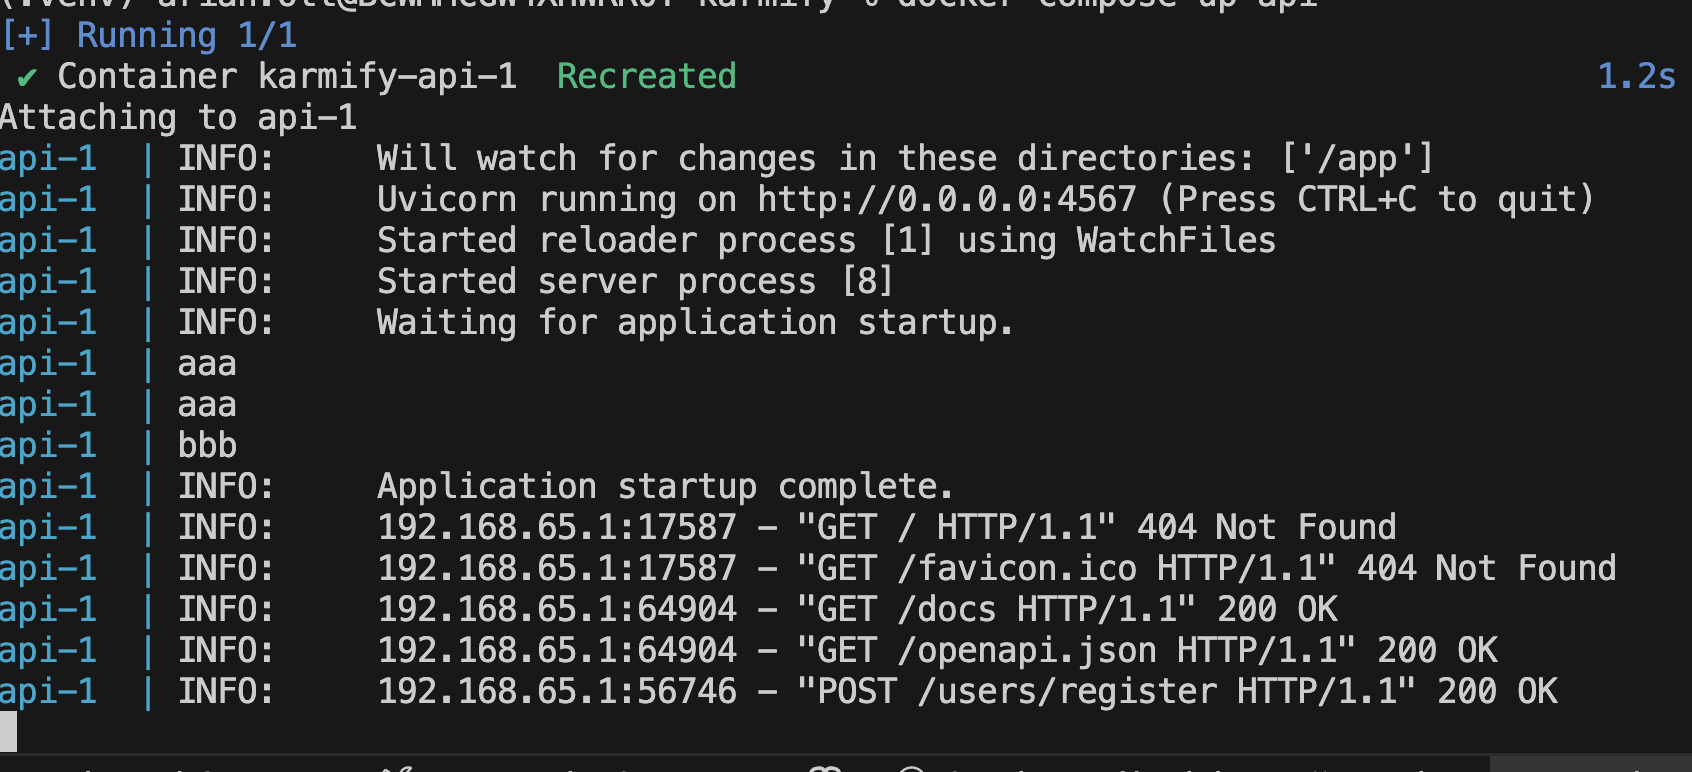 docker compose up api
[+] Running 1/1
✔ Container karmify-api-1 Recreated 1.2s
Attaching to api-1
api-1 | INFO: Will watch for changes in these directories: ['/app']
api-1 | INFO: Uvicorn running on http://0.0.0.0:4567 (Press CTRL+C to quit)
api-1 | INFO: Started reloader process [1] using WatchFiles
api-1 | INFO: Started server process [8]
api-1 | INFO: Waiting for application startup.
api-1 | aaa
api-1 | aaa
api-1 | bbb
api-1 | INFO: Application startup complete.
api-1 | INFO: 192.168.65.1:17587 - "GET / HTTP/1.1" 404 Not Found
api-1 | INFO: 192.168.65.1:17587 - "GET /favicon.ico HTTP/1.1" 404 Not Found
api-1 | INFO: 192.168.65.1:64904 - "GET /docs HTTP/1.1" 200 OK
api-1 | INFO: 192.168.65.1:64904 - "GET /openapi.json HTTP/1.1" 200 OK
api-1 | INFO: 192.168.65.1:56746 - "POST /users/register HTTP/1.1" 200 OK